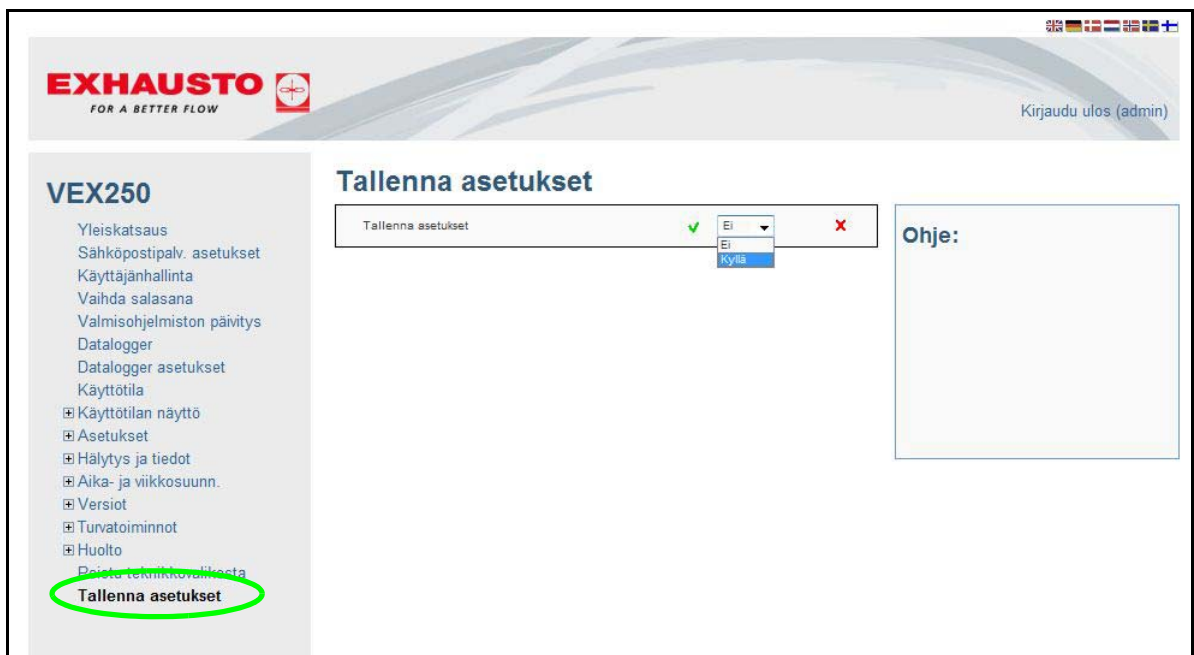 EXHAUSTO
FOR A BETTER FLOW
Kirjaudu ulos (admin)
VEX250
Yleiskatsaus
Sähköpostipalv. asetukset
Käyttäjänhallinta
Vaihda salasana
Valmisohjelmiston päivitys
Datalogger
Datalogger asetukset
Käyttötila
Käyttötilan näyttö
Asetukset
Hälytys ja tiedot
Aika- ja viikkosuunn.
Versiot
Turvatoiminnot
Huolto
Poistu teknikkovalikosta
Tallenna asetukset
Tallenna asetukset
Tallenna asetukset Ei
Ei
Kyllä
Ohje: